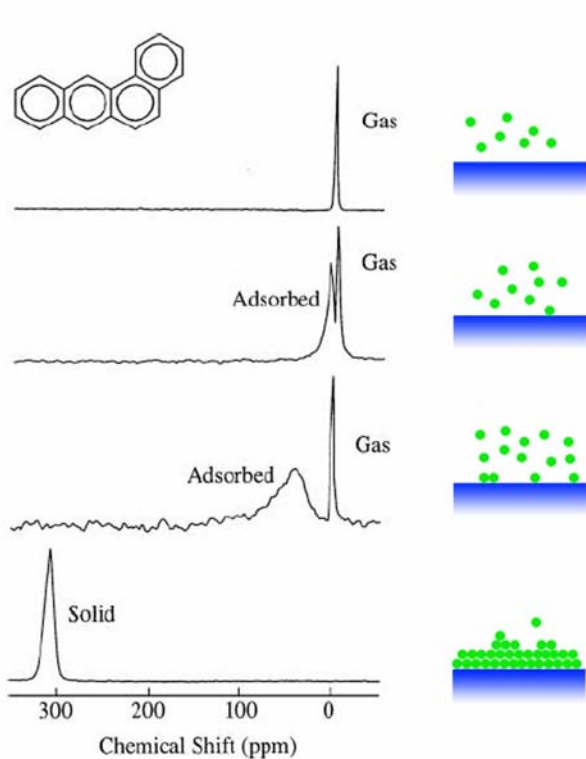 Gas
Gas
Adsorbed
Gas
Adsorbed
Solid
300 200 100 0
Chemical Shift (ppm)